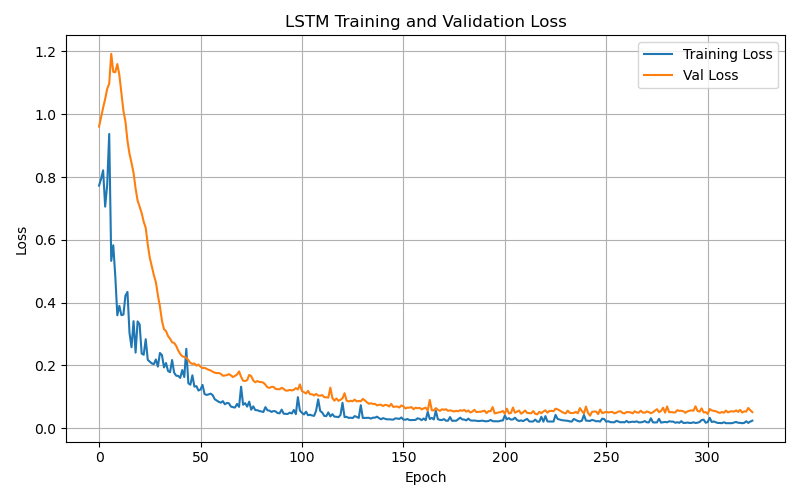 LSTM Training and Validation Loss
Training Loss
Val Loss
Loss
1.2
1.0
0.8
0.6
0.4
0.2
0.0
0 50 100 150 200 250 300
Epoch